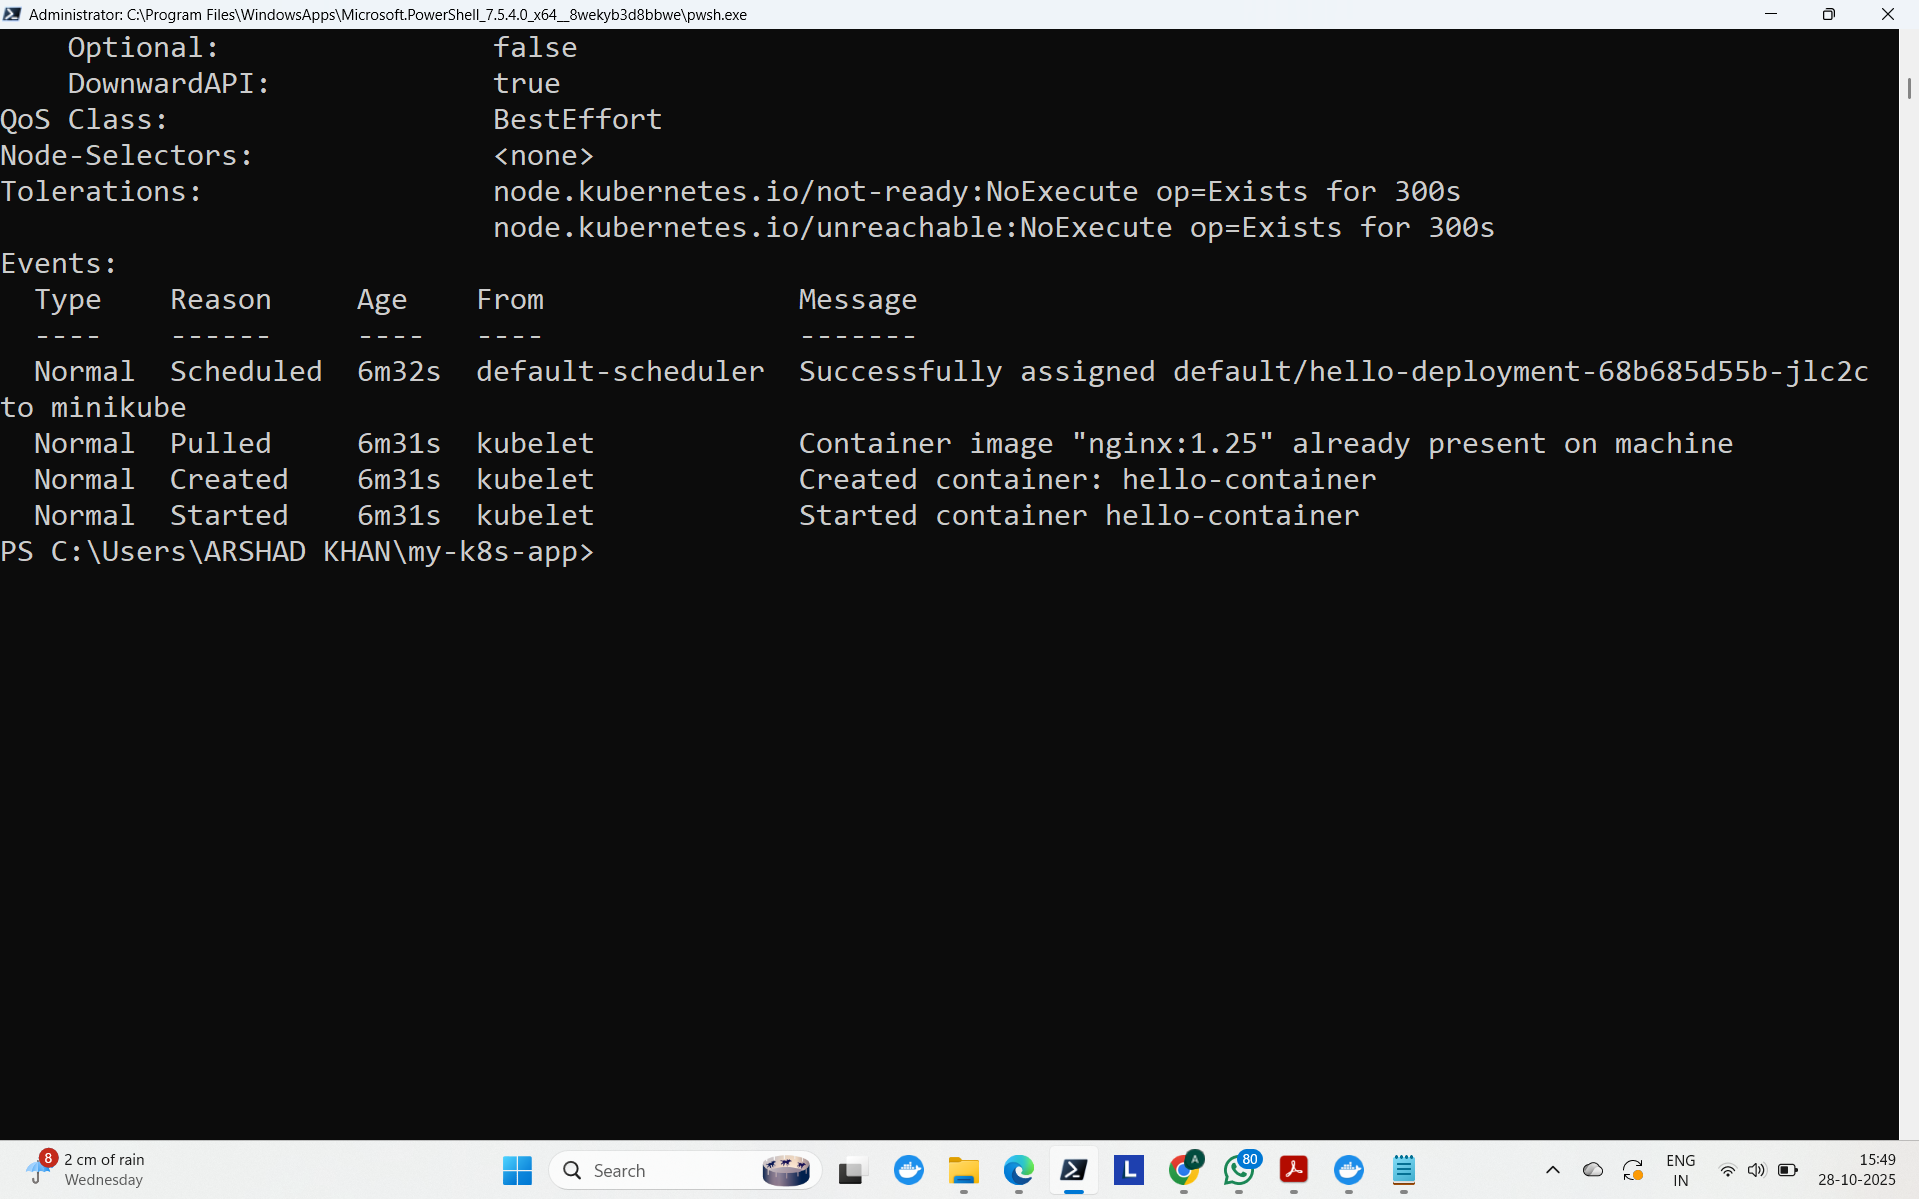 Administrator: C:\Program Files\WindowsApps\Microsoft.PowerShell_7.5.4.0_x64__8wekyb3d8bbwe\pwsh.exe
    Optional:                false
    DownwardAPI:             true
QoS Class:                   BestEffort
Node-Selectors:              <none>
Tolerations:                 node.kubernetes.io/not-ready:NoExecute op=Exists for 300s
                             node.kubernetes.io/unreachable:NoExecute op=Exists for 300s
Events:
  Type    Reason     Age    From               Message
  ----    ------     ----   ----               -------
  Normal  Scheduled  6m32s  default-scheduler  Successfully assigned default/hello-deployment-68b685d55b-jlc2c
to minikube
  Normal  Pulled     6m31s  kubelet            Container image "nginx:1.25" already present on machine
  Normal  Created    6m31s  kubelet            Created container: hello-container
  Normal  Started    6m31s  kubelet            Started container hello-container
PS C:\Users\ARSHAD KHAN\my-k8s-app>
8
2 cm of rain
Wednesday
Search
L
A
80
ENG
IN
15:49
28-10-2025